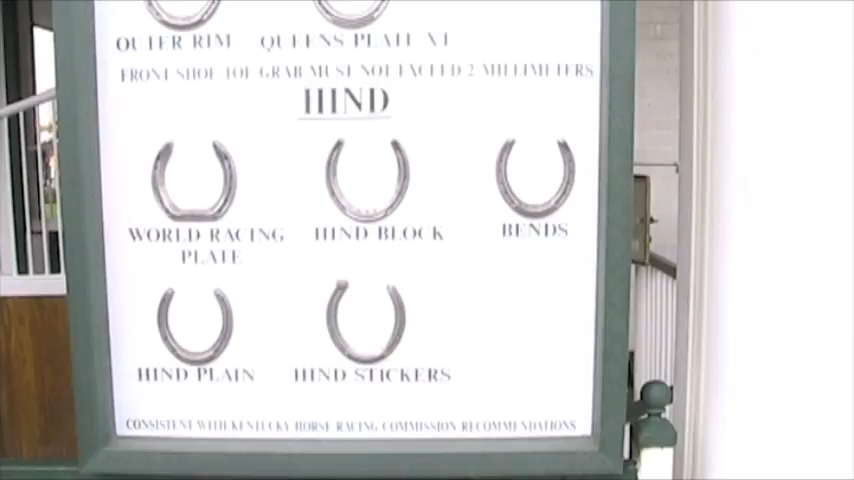 OUTER RIM QUEENS PLATE XT
FRONT SHOE TOE GRAB MUST NOT EXCEED 2 MILLIMETERS
HIND
WORLD RACING PLATE
HIND BLOCK
BENDS
HIND PLAIN
HIND STICKERS
CONSISTENT WITH KENTUCKY HORSE RACING COMMISSION RECOMMENDATIONS